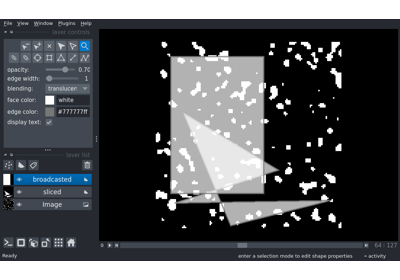 File View Window Plugins Help
layer controls
opacity: 0.70
edge width: 1
blending: translucen
face color: white
edge color: #777777ff
display text:
layer list
broadcasted
sliced
Image
0 64 127
Ready enter a selection mode to edit shape properties activity